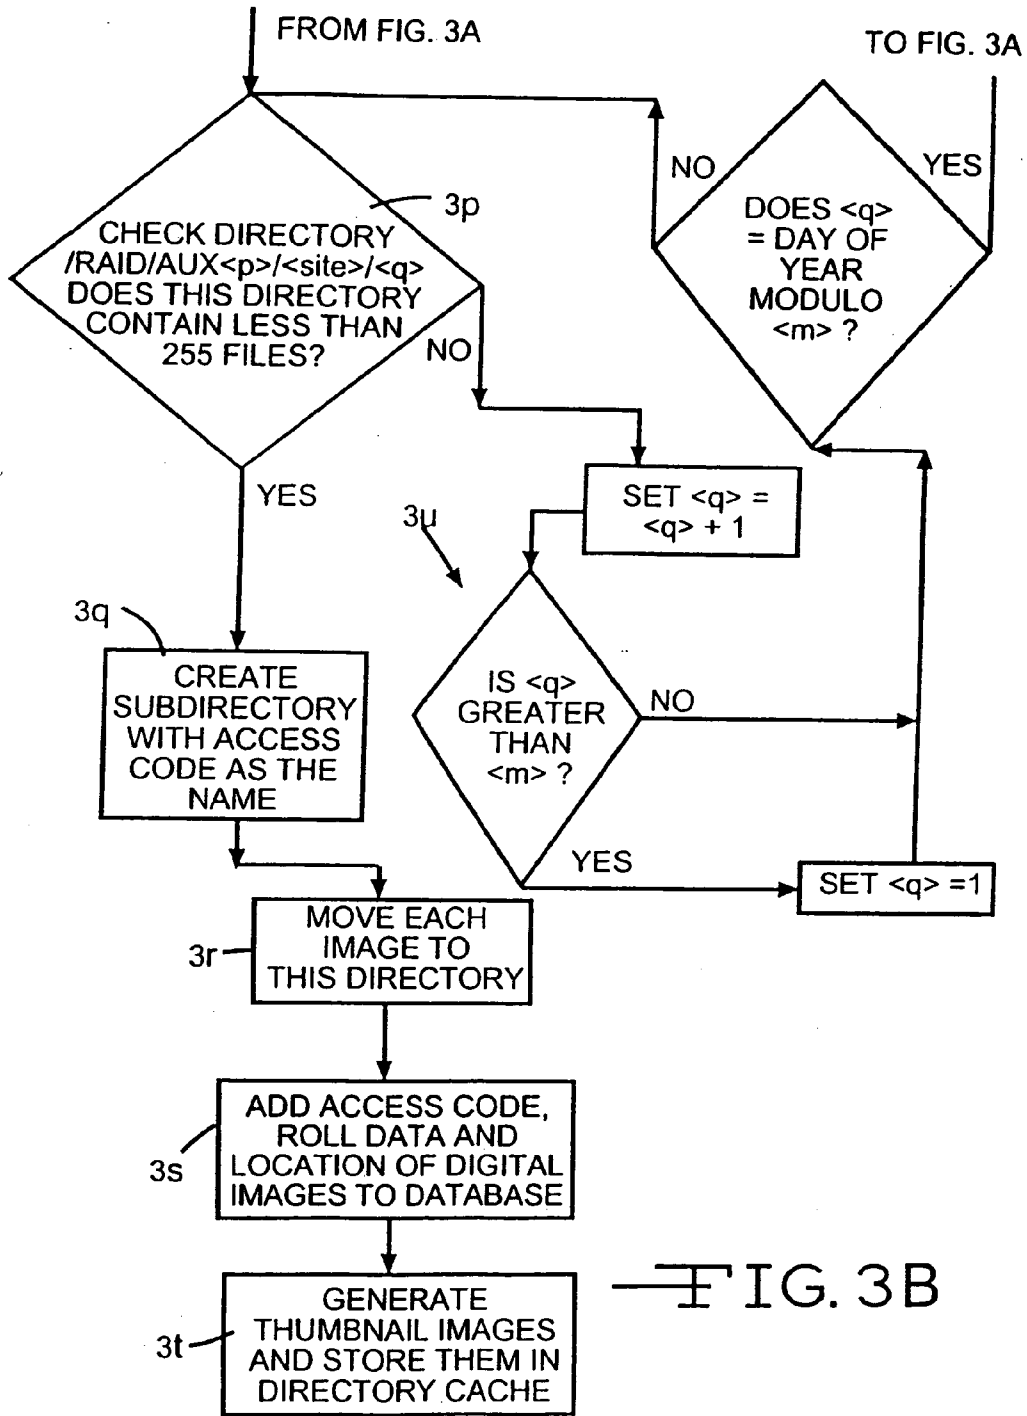 FROM FIG. 3A
TO FIG. 3A
3p
CHECK DIRECTORY
/RAID/AUX<p>/<site>/<q>
DOES THIS DIRECTORY
CONTAIN LESS THAN
255 FILES?
NO
YES
NO
YES
DOES <q>
= DAY OF
YEAR
MODULO
<m> ?
SET <q> =
<q> + 1
3u
IS <q>
GREATER
THAN
<m> ?
NO
YES
SET <q> =1
3q
CREATE
SUBDIRECTORY
WITH ACCESS
CODE AS THE
NAME
3r
MOVE EACH
IMAGE TO
THIS DIRECTORY
3s
ADD ACCESS CODE,
ROLL DATA AND
LOCATION OF DIGITAL
IMAGES TO DATABASE
3t
GENERATE
THUMBNAIL IMAGES
AND STORE THEM IN
DIRECTORY CACHE
FIG. 3B